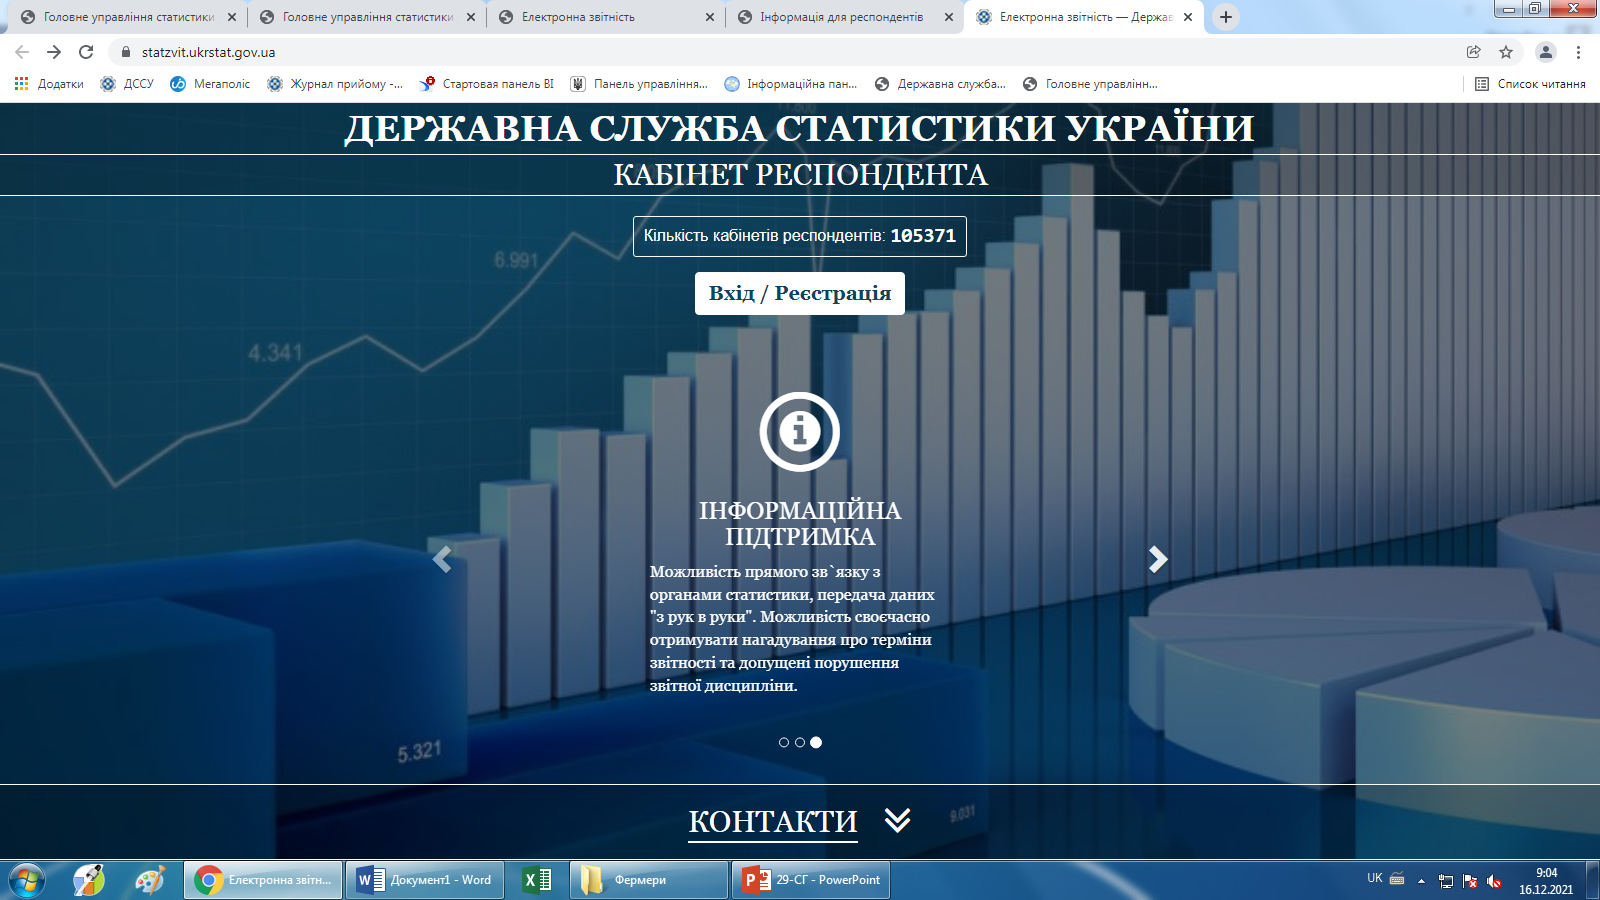 Головне управління статистики
Головне управління статистики
Електронна звітність
Інформація для респондентів
Електронна звітність — Держав
statzvit.ukrstat.gov.ua
Додатки
ДССУ
Мегаполіс
Журнал прийому -...
Стартовая панель BI
Панель управління...
Інформаційна пан...
Державна служба...
Головне управлінн...
Список читання
ДЕРЖАВНА СЛУЖБА СТАТИСТИКИ УКРАЇНИ
КАБІНЕТ РЕСПОНДЕНТА
Кількість кабінетів респондентів: 105371
Вхід / Реєстрація
6.991
4.341
ІНФОРМАЦІЙНА
ПІДТРИМКА
Можливість прямого зв`язку з
органами статистики, передача даних
"з рук в руки". Можливість своєчасно
отримувати нагадування про терміни
звітності та допущені порушення
звітної дисципліни.
5.321
9.031
КОНТАКТИ
Електронна звітн...
Документ1 - Word
Фермери
29-СГ - PowerPoint
UK
9:04
16.12.2021